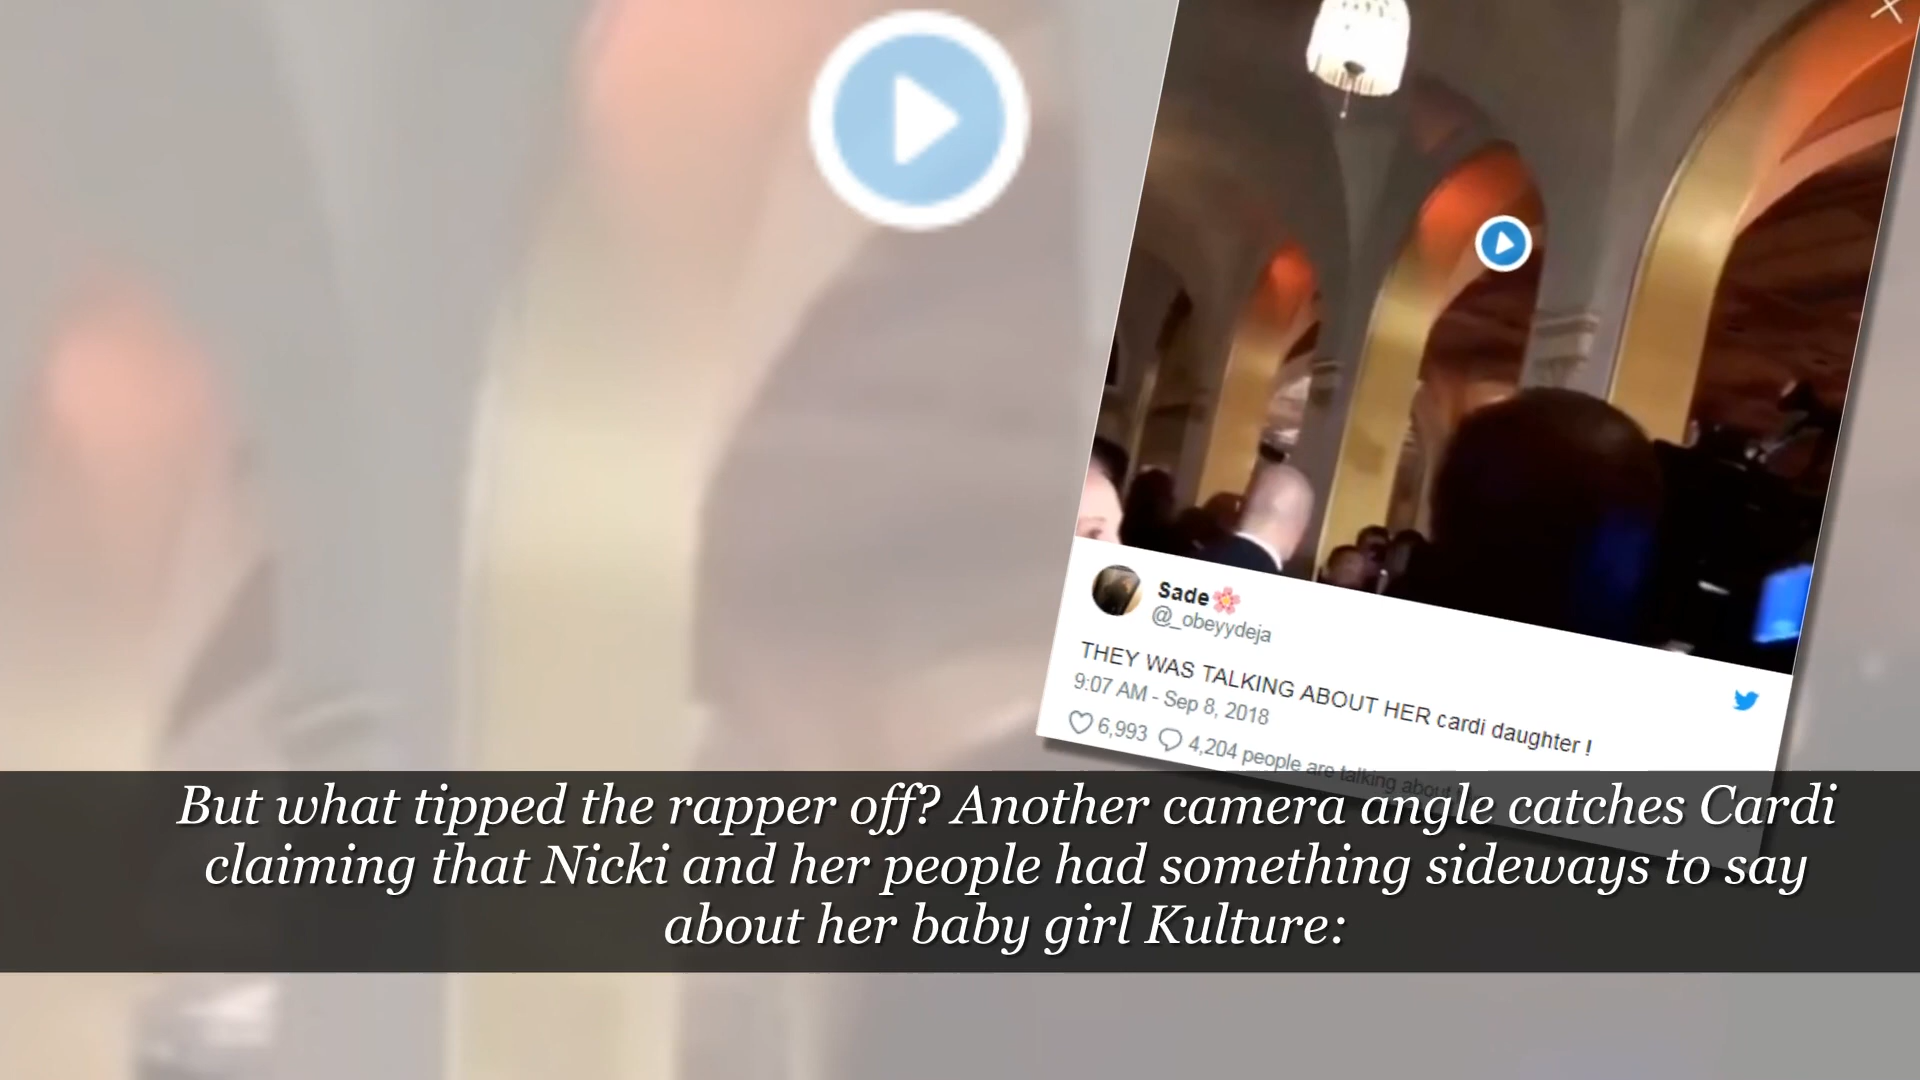 Sade
@_obeyydeja
THEY WAS TALKING ABOUT HER cardi daughter !
9:07 AM - Sep 8, 2018
6,993 4,204 people are talking about
But what tipped the rapper off? Another camera angle catches Cardi
claiming that Nicki and her people had something sideways to say
about her baby girl Kulture: